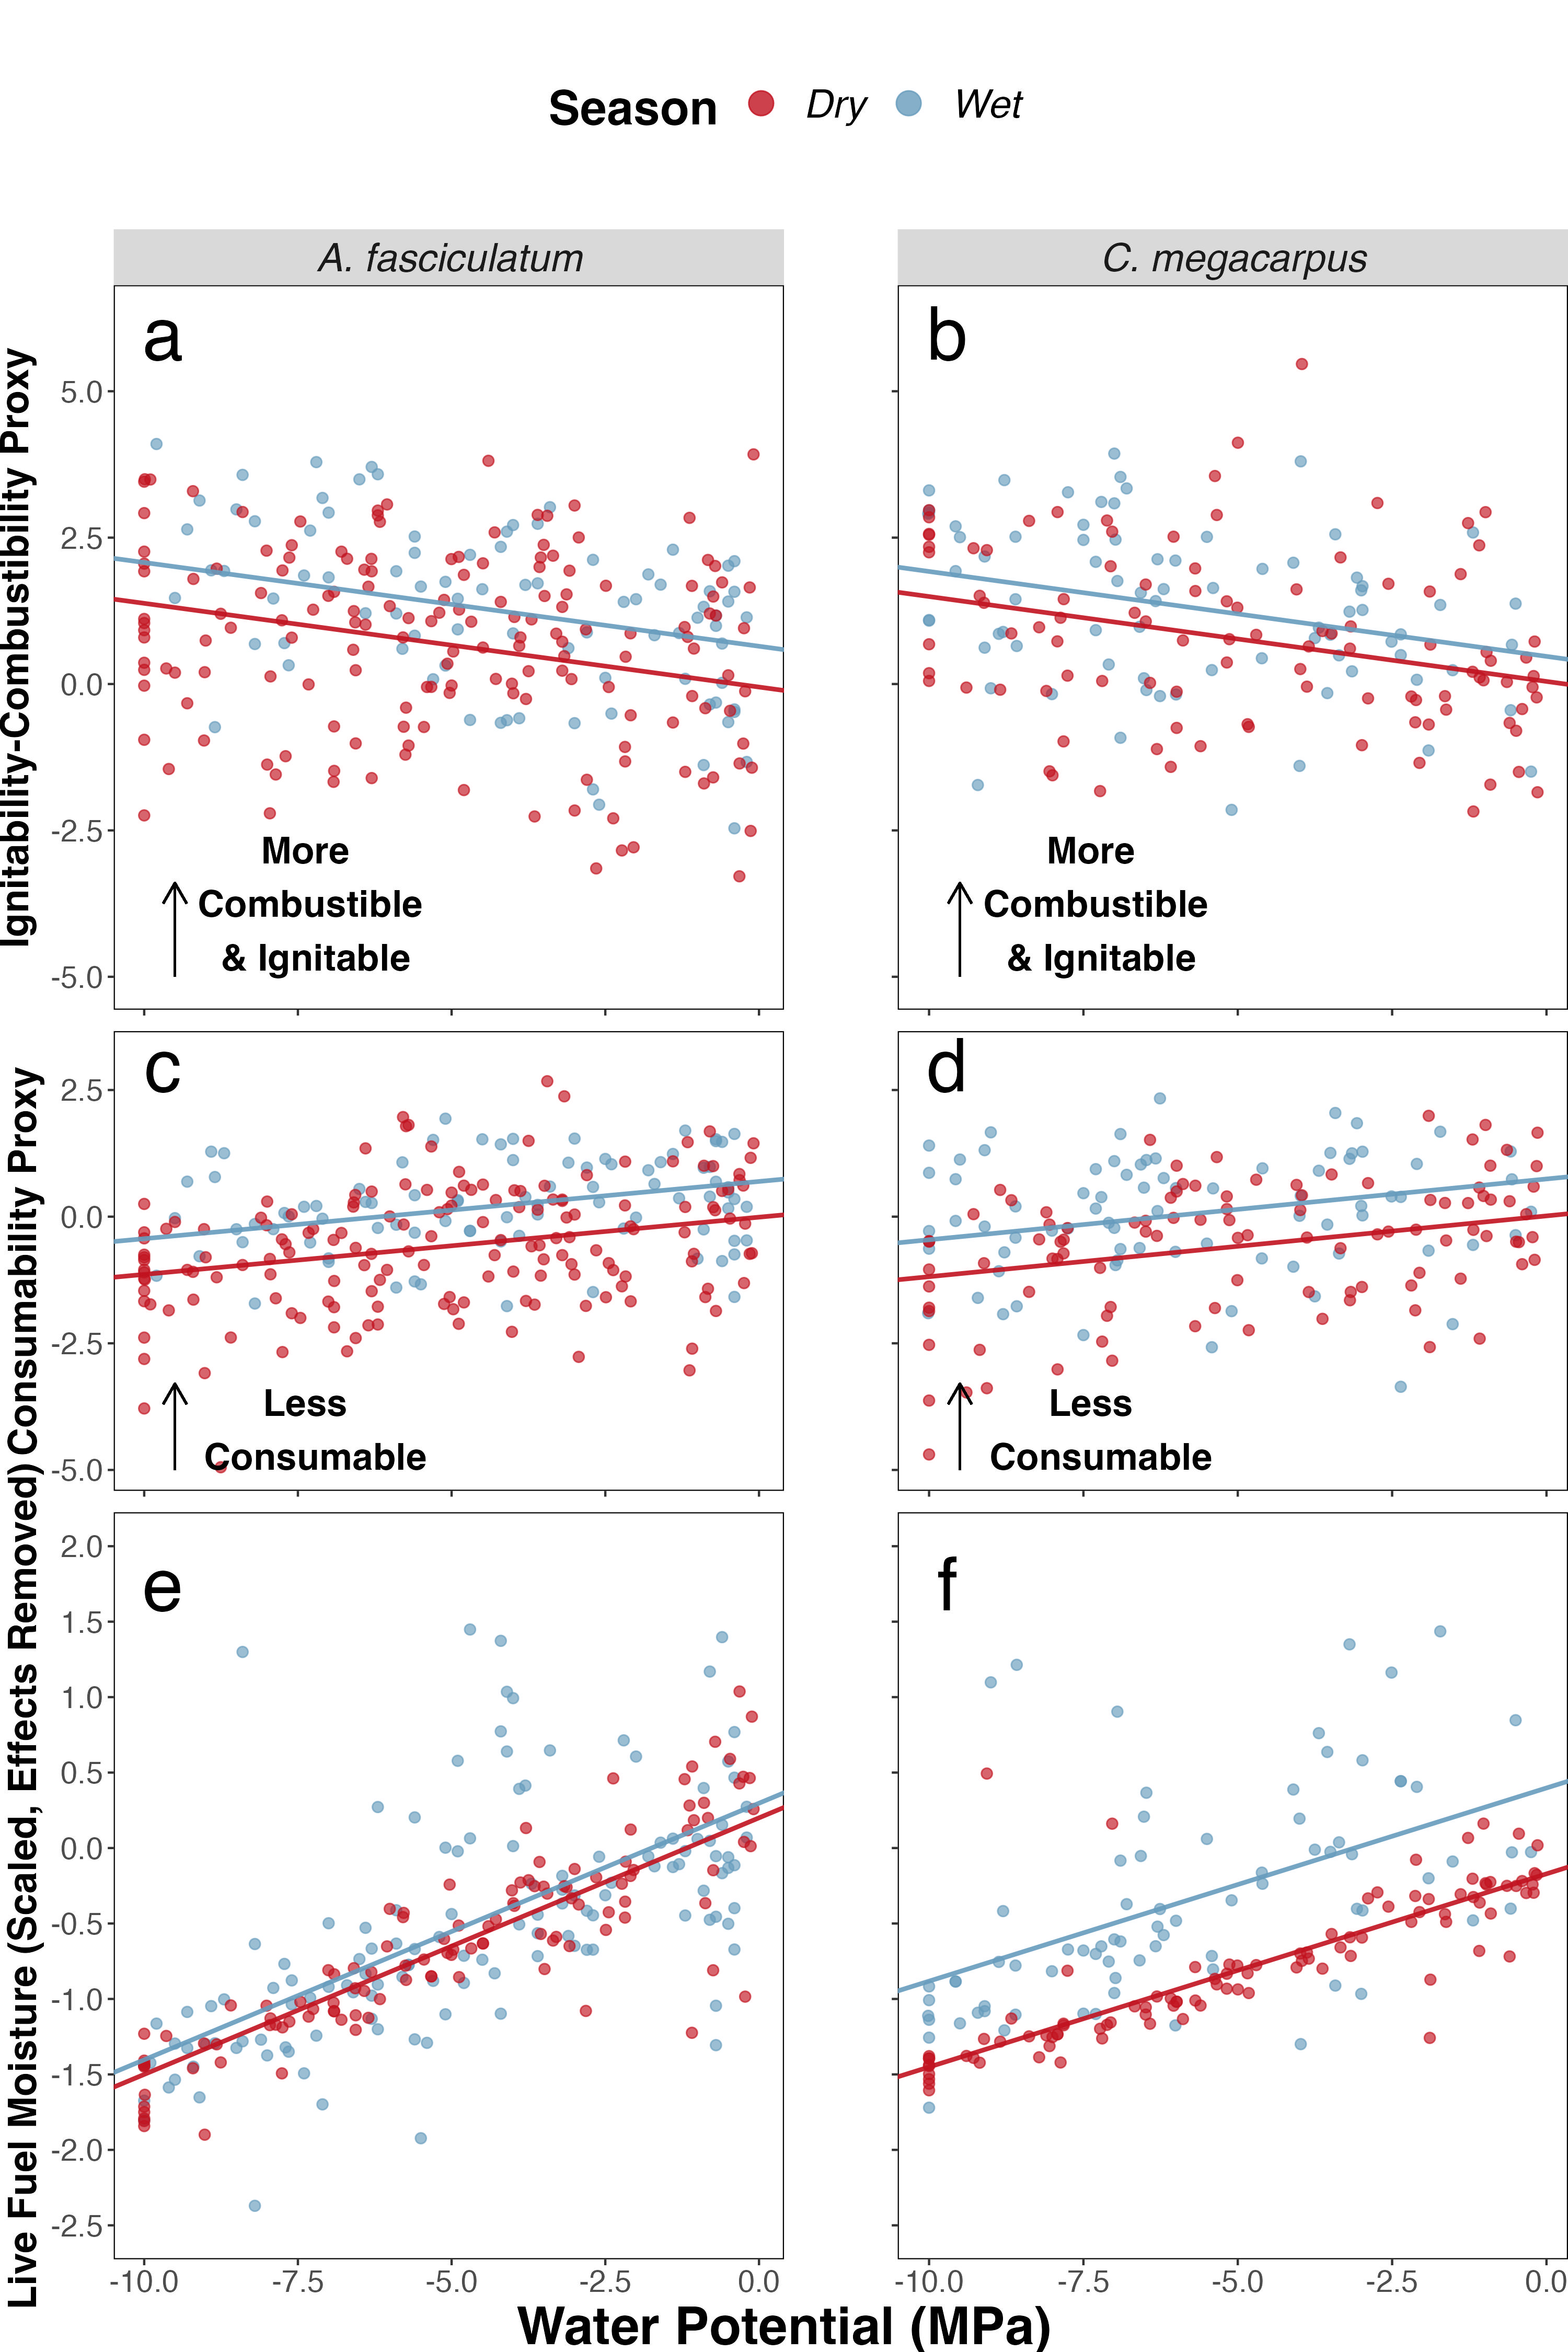 Season Dry Wet
A. fasciculatum C. megacarpus
Ignitability-Combustibility Proxy
a b
5.0
2.5
0.0
-2.5
-5.0
More
Combustible
& Ignitable
More
Combustible
& Ignitable
Consumability Proxy
c d
2.5
0.0
-2.5
-5.0
Less
Consumable
Less
Consumable
Live Fuel Moisture (Scaled, Effects Removed)
e f
2.0
1.5
1.0
0.5
0.0
-0.5
-1.0
-1.5
-2.0
-2.5
-10.0 -7.5 -5.0 -2.5 0.0 -10.0 -7.5 -5.0 -2.5 0.0
Water Potential (MPa)